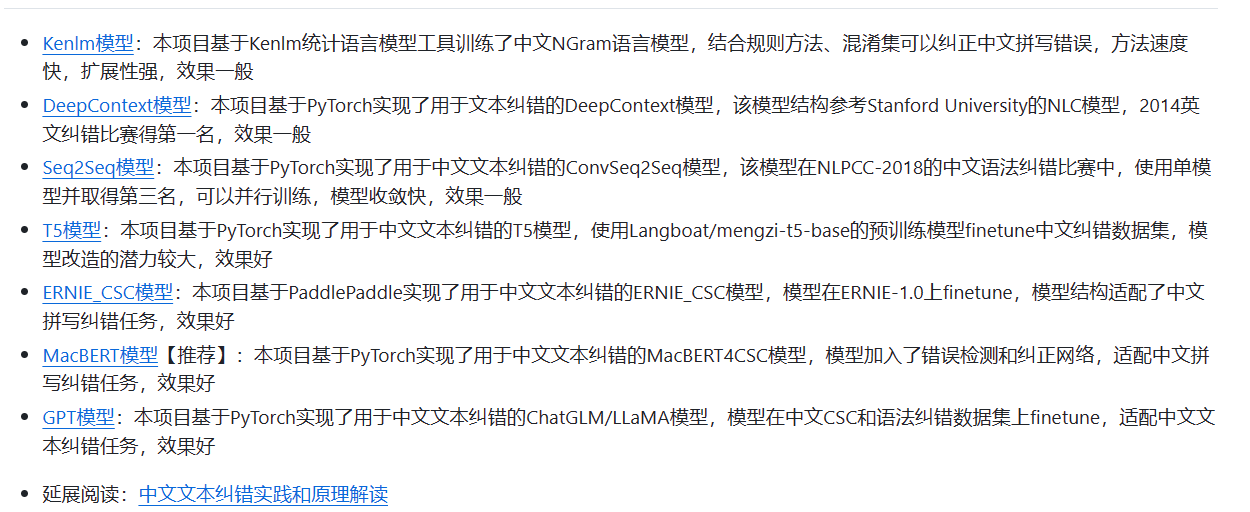 Kenlm模型：本项目基于Kenlm统计语言模型工具训练了中文NGram语言模型，结合规则方法、混淆集可以纠正中文拼写错误，方法速度
快，扩展性强，效果一般
DeepContext模型：本项目基于PyTorch实现了用于文本纠错的DeepContext模型，该模型结构参考Stanford University的NLC模型，2014英
文纠错比赛得第一名，效果一般
Seq2Seq模型：本项目基于PyTorch实现了用于中文文本纠错的ConvSeq2Seq模型，该模型在NLPCC-2018的中文语法纠错比赛中，使用单模
型并取得第三名，可以并行训练，模型收敛快，效果一般
T5模型：本项目基于PyTorch实现了用于中文文本纠错的T5模型，使用Langboat/mengzi-t5-base的预训练模型finetune中文纠错数据集，模
型改造的潜力较大，效果好
ERNIE_CSC模型：本项目基于PaddlePaddle实现了用于中文文本纠错的ERNIE_CSC模型，模型在ERNIE-1.0上finetune，模型结构适配了中文
拼写纠错任务，效果好
MacBERT模型【推荐】：本项目基于PyTorch实现了用于中文文本纠错的MacBERT4CSC模型，模型加入了错误检测和纠正网络，适配中文拼
写纠错任务，效果好
GPT模型：本项目基于PyTorch实现了用于中文文本纠错的ChatGLM/LLaMA模型，模型在中文CSC和语法纠错数据集上finetune，适配中文文
本纠错任务，效果好
延展阅读：中文文本纠错实践和原理解读